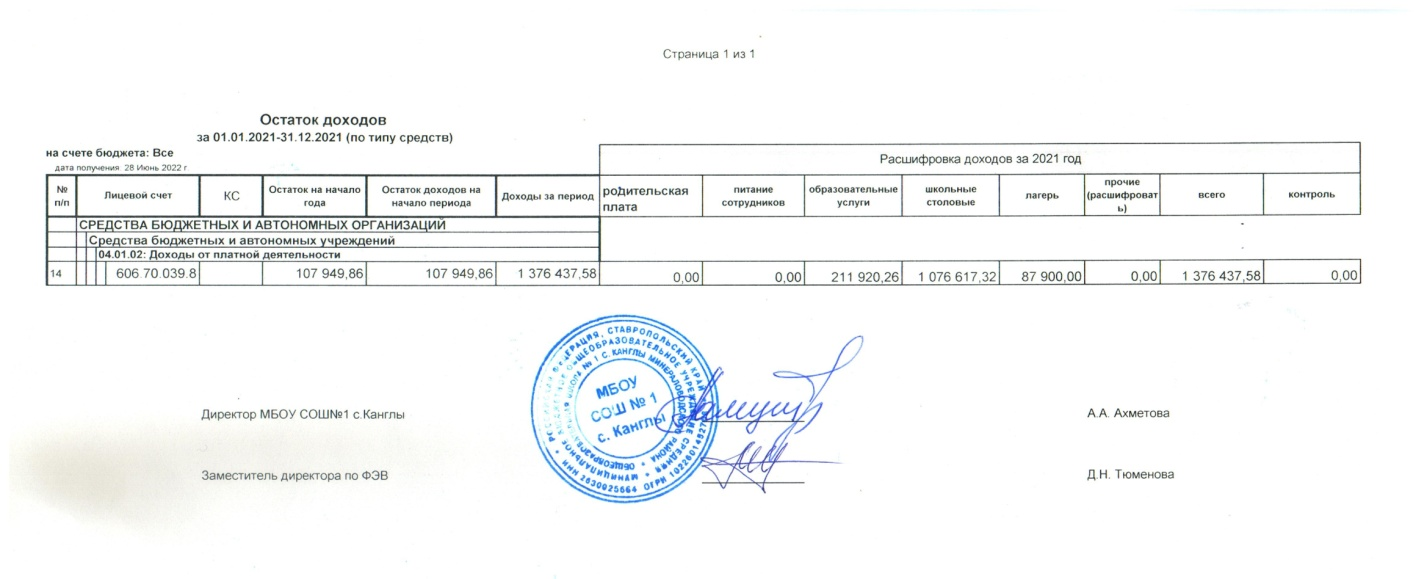 Страница 1 из 1
Остаток доходов
за 01.01.2021-31.12.2021 (по типу средств)
на счете бюджета: Все
дата получения 28 Июнь 2022 г
Расшифровка доходов за 2021 год
№ п/п Лицевой счет КС Остаток на начало года Остаток доходов на начало периода Доходы за период родительская плата питание сотрудников образовательные услуги школьные столовые лагерь прочие (расшифровать) всего контроль
СРЕДСТВА БЮДЖЕТНЫХ И АВТОНОМНЫХ ОРГАНИЗАЦИЙ
Средства бюджетных и автономных учреждений
04.01.02: Доходы от платной деятельности
14 606.70.039.8 107 949,86 107 949,86 1 376 437,58 0,00 0,00 211 920,26 1 076 617,32 87 900,00 0,00 1 376 437,58 0,00
МБОУ
СОШ № 1
с. Канглы
Директор МБОУ СОШ№1 с.Канглы А.А. Ахметова
Заместитель директора по ФЭВ Д.Н. Тюменова